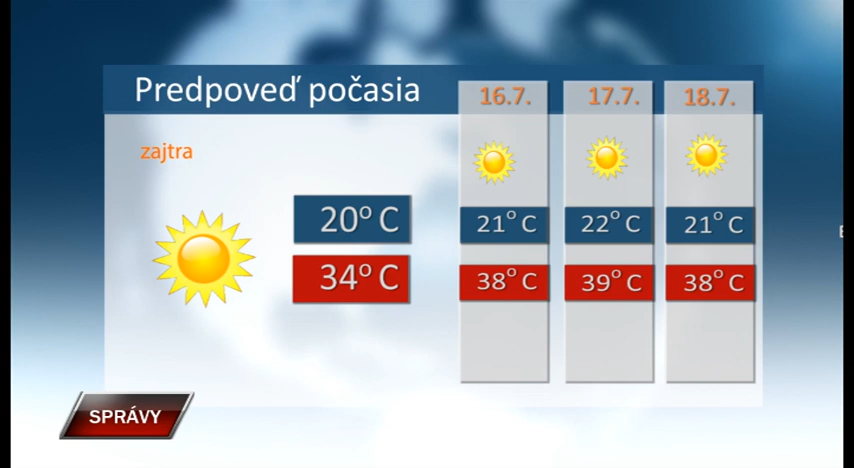 Predpoveď počasia
zajtra
20° C
34° C
16.7.
21° C
38° C
17.7.
22° C
39° C
18.7.
21° C
38° C
SPRÁVY